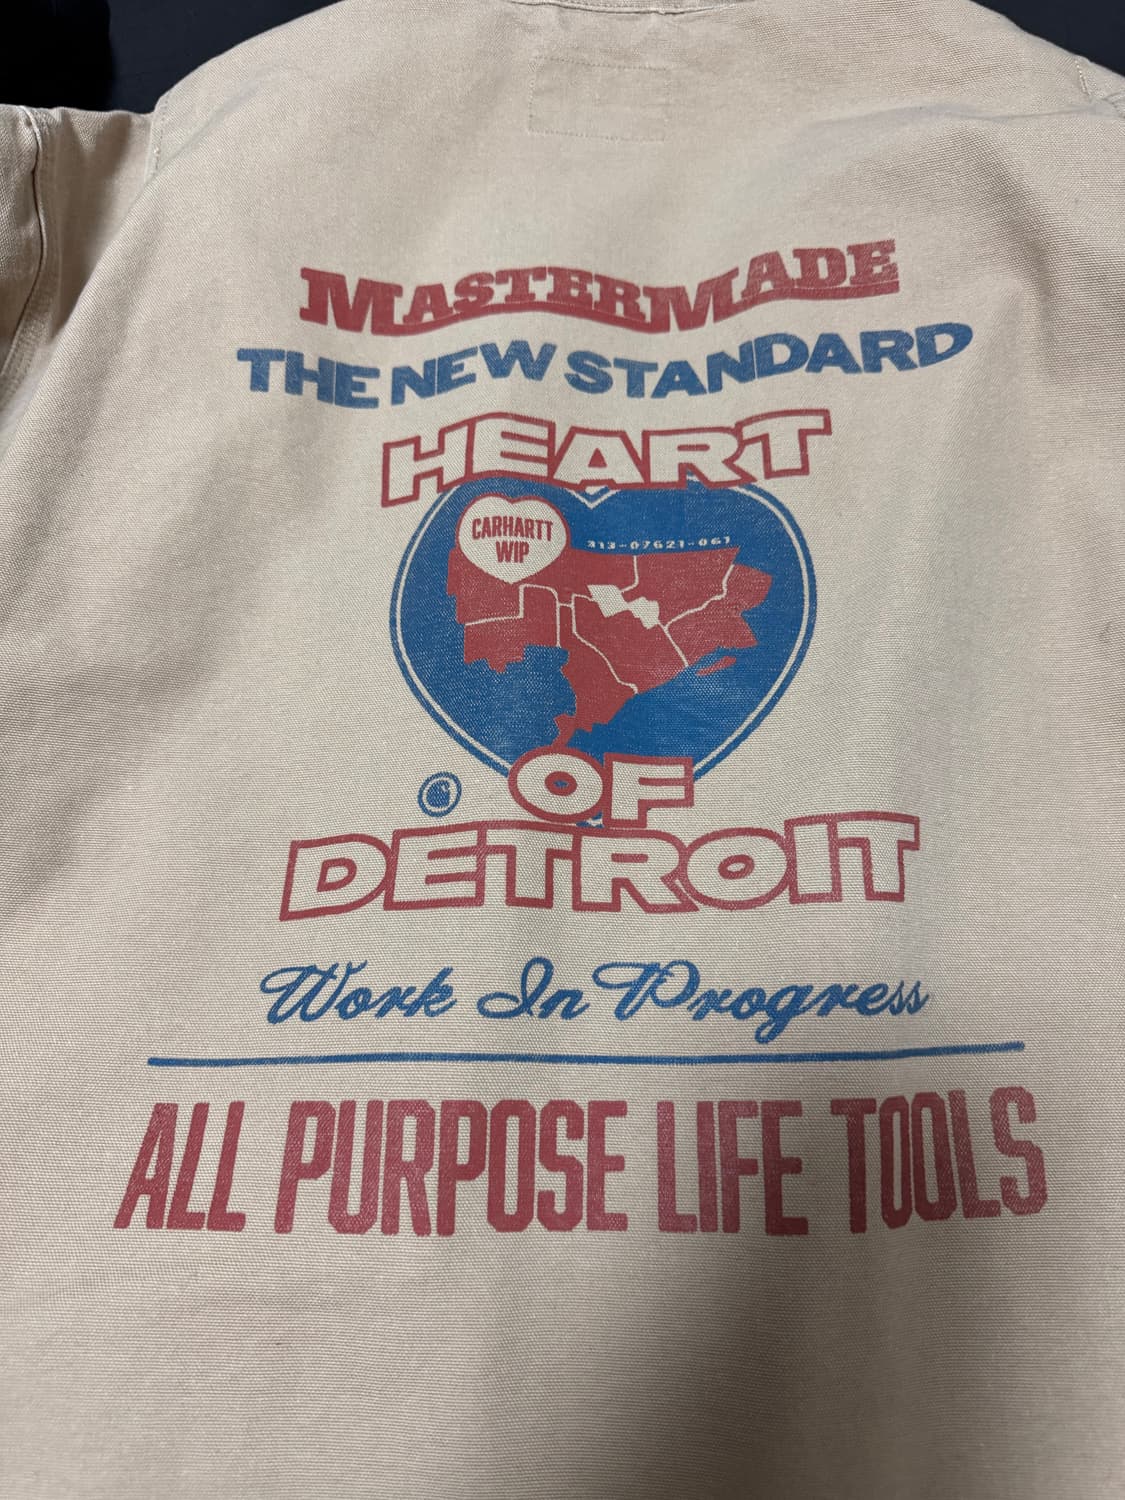 MASTERMADE
THE NEW STANDARD
HEART
CARHARTT
WIP
313-07621-061
OF
DETROIT
Work In Progress
ALL PURPOSE LIFE TOOLS